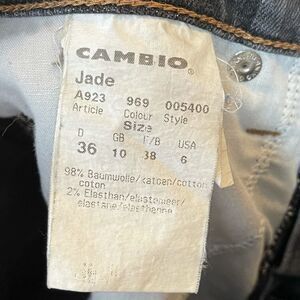 CAMBIO®
Jade
A923 969 005400
Article Colour Style
Size
D GB F/B USA
36 10 38 6
98% Baumwolle/katoen/cotton
coton
2% Elasthan/elastomeer/
elastane/elasthanne